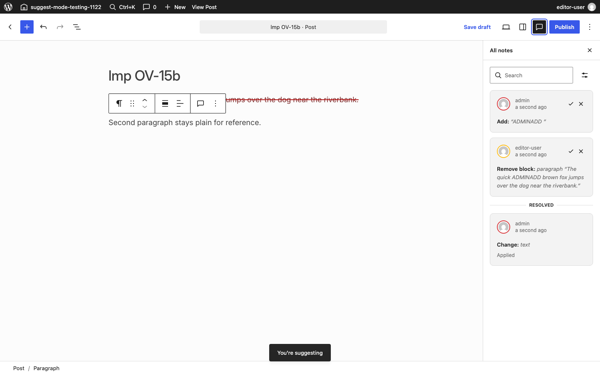 suggest-mode-testing-1122 Ctrl+K 0 New View Post editor-user
Imp OV-15b · Post
Save draft Publish
All notes
Search
Imp OV-15b
umps over the dog near the riverbank.
Second paragraph stays plain for reference.
admin
a second ago
Add: "ADMINADD "
editor-user
a second ago
Remove block: paragraph "The
quick ADMINADD brown fox jumps
over the dog near the riverbank."
RESOLVED
admin
a second ago
Change: text
Applied
You're suggesting
Post / Paragraph